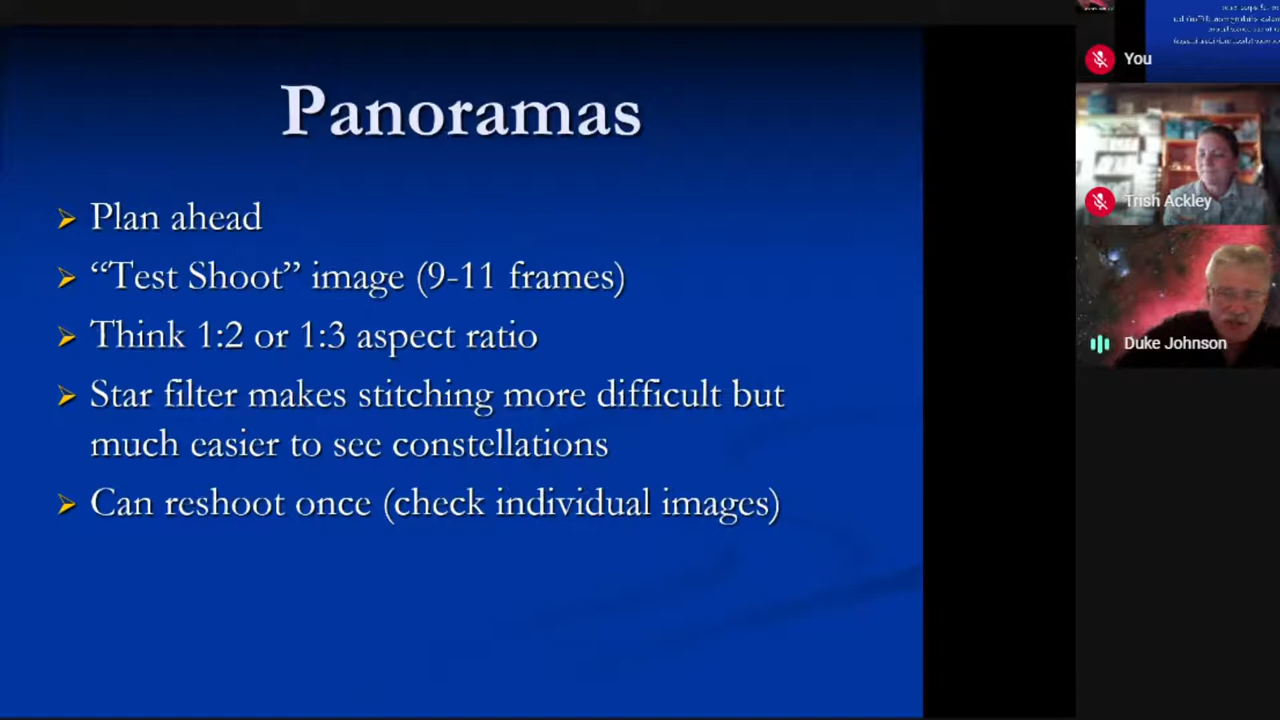 Panoramas
Plan ahead
“Test Shoot” image (9-11 frames)
Think 1:2 or 1:3 aspect ratio
Star filter makes stitching more difficult but
much easier to see constellations
Can reshoot once (check individual images)
You
Trish Ackley
Duke Johnson